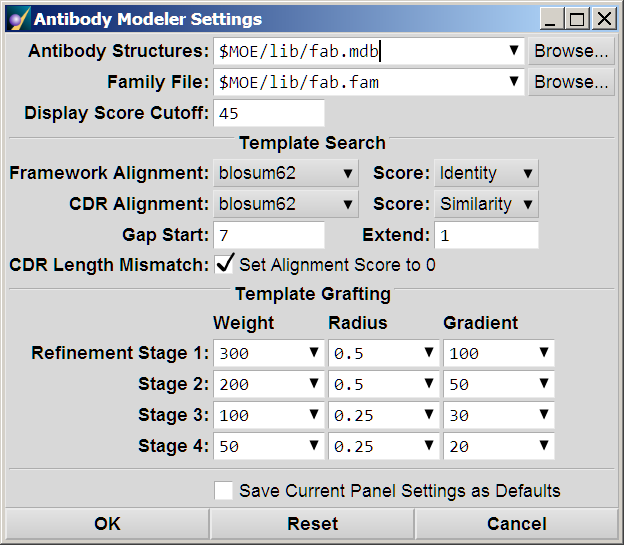 Antibody Modeler Settings
Antibody Structures: $MOE/lib/fab.mdb Browse...
Family File: $MOE/lib/fab.fam Browse...
Display Score Cutoff: 45
Template Search
Framework Alignment: blosum62 Score: Identity
CDR Alignment: blosum62 Score: Similarity
Gap Start: 7 Extend: 1
CDR Length Mismatch: Set Alignment Score to 0
Template Grafting
Weight Radius Gradient
Refinement Stage 1: 300 0.5 100
Stage 2: 200 0.5 50
Stage 3: 100 0.25 30
Stage 4: 50 0.25 20
Save Current Panel Settings as Defaults
OK Reset Cancel